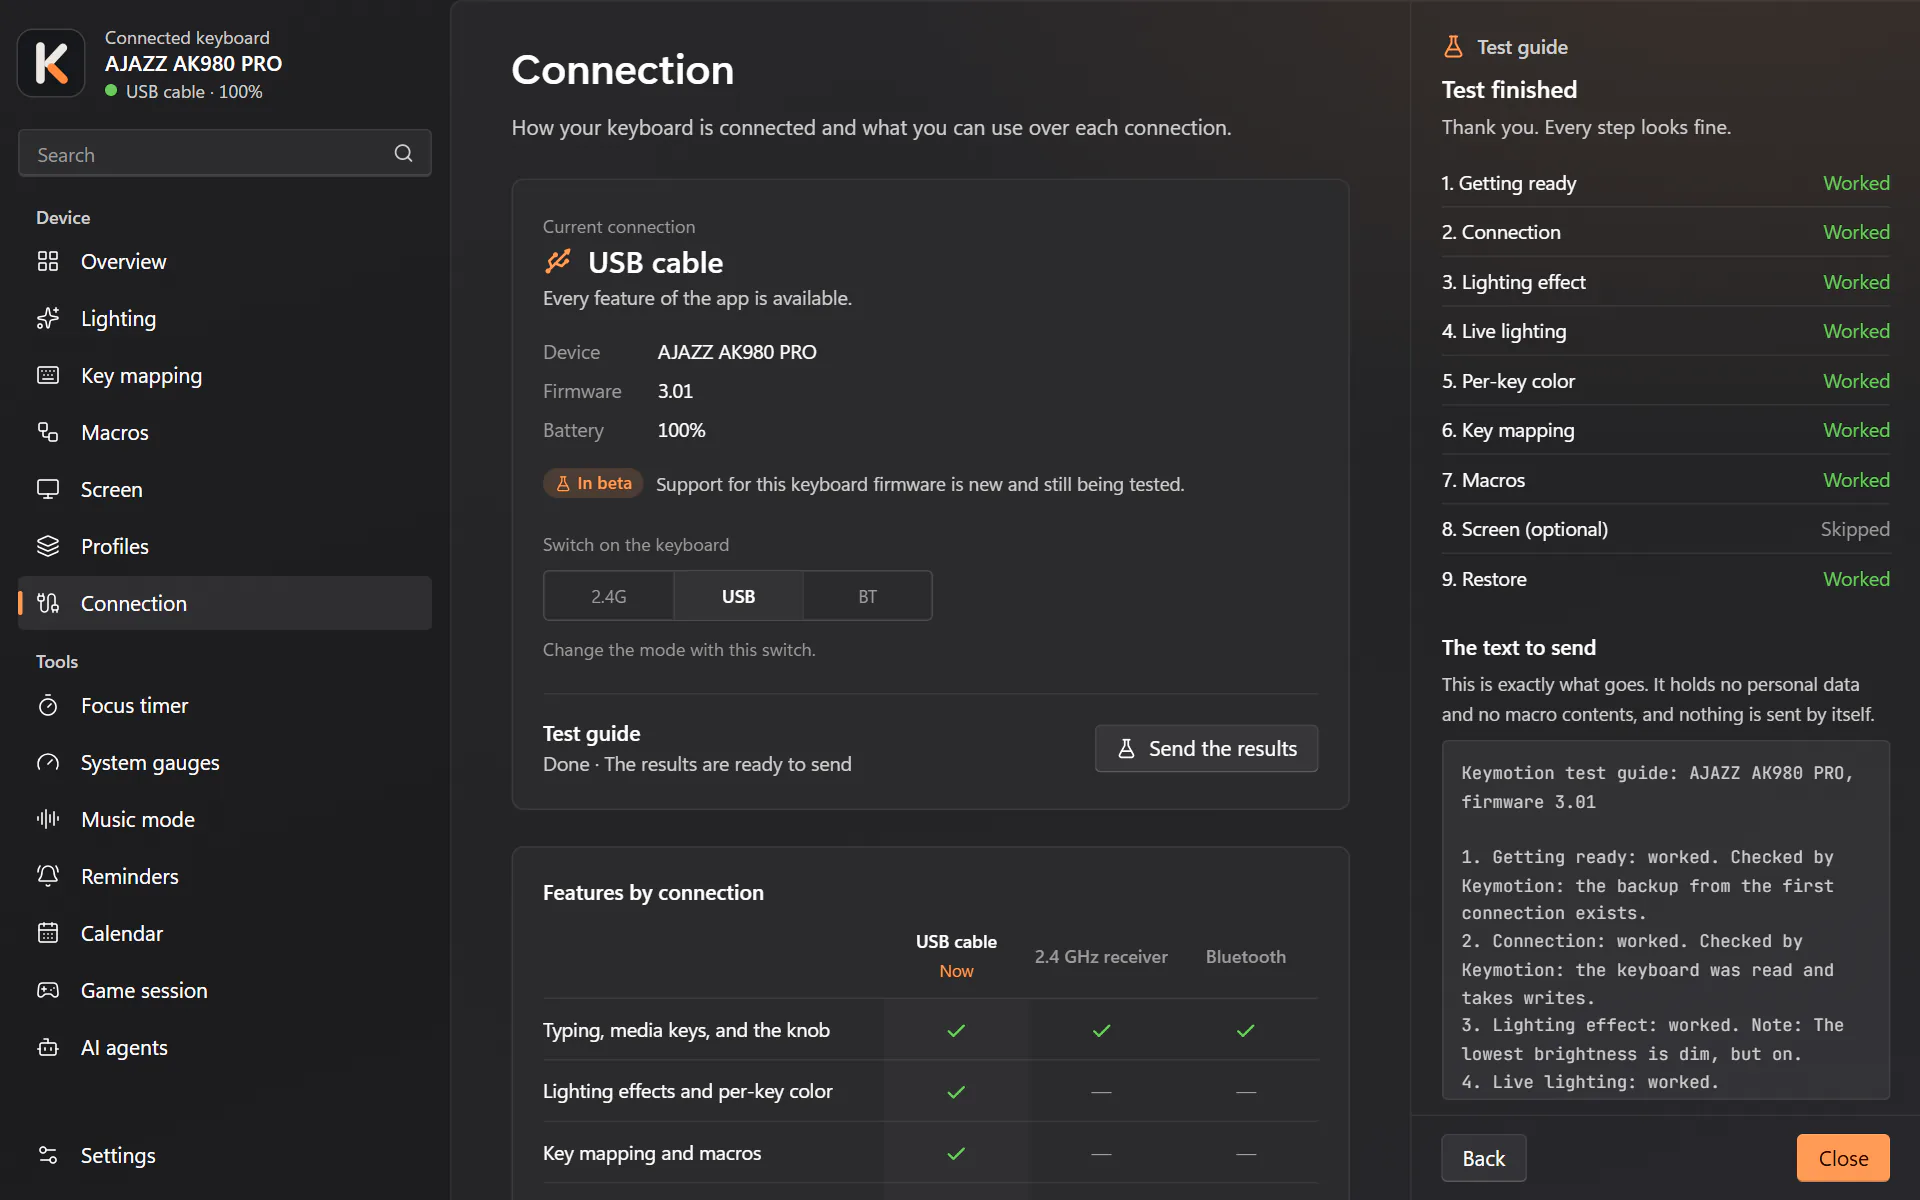 Connected keyboard
AJAZZ AK980 PRO
USB cable · 100%
Search
Device
Overview
Lighting
Key mapping
Macros
Screen
Profiles
Connection
Tools
Focus timer
System gauges
Music mode
Reminders
Calendar
Game session
AI agents
Settings
Connection
How your keyboard is connected and what you can use over each connection.
Current connection
USB cable
Every feature of the app is available.
Device AJAZZ AK980 PRO
Firmware 3.01
Battery 100%
In beta Support for this keyboard firmware is new and still being tested.
Switch on the keyboard
2.4G USB BT
Change the mode with this switch.
Test guide
Done · The results are ready to send
Send the results
Features by connection
USB cable
Now
2.4 GHz receiver
Bluetooth
Typing, media keys, and the knob
Lighting effects and per-key color
Key mapping and macros
Test guide
Test finished
Thank you. Every step looks fine.
1. Getting ready Worked
2. Connection Worked
3. Lighting effect Worked
4. Live lighting Worked
5. Per-key color Worked
6. Key mapping Worked
7. Macros Worked
8. Screen (optional) Skipped
9. Restore Worked
The text to send
This is exactly what goes. It holds no personal data
and no macro contents, and nothing is sent by itself.
Keymotion test guide: AJAZZ AK980 PRO,
firmware 3.01
1. Getting ready: worked. Checked by
Keymotion: the backup from the first
connection exists.
2. Connection: worked. Checked by
Keymotion: the keyboard was read and
takes writes.
3. Lighting effect: worked. Note: The
lowest brightness is dim, but on.
4. Live lighting: worked.
Back
Close